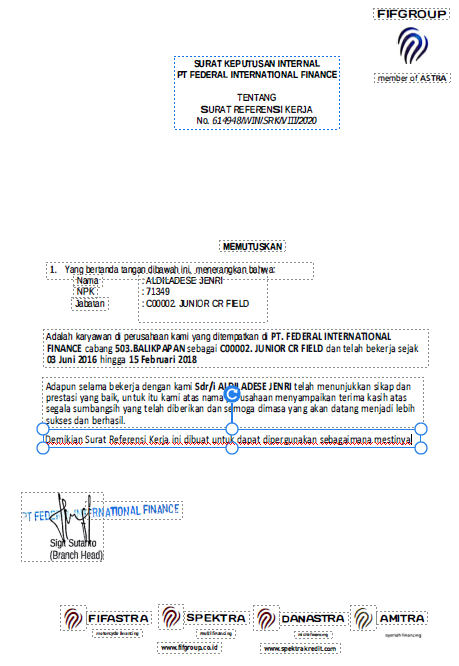 FIFGROUP
member of ASTRA
SURAT KEPUTUSAN INTERNAL
PT FEDERAL INTERNATIONAL FINANCE
TENTANG
SURAT REFERENSI KERJA
No. 614948/WIN/SRK/VIII/2020
MEMUTUSKAN
1. Yang bertanda tangan dibawah ini, menerangkan bahwa:
Nama : ALDILADESE JENRI
NPK : 71349
Jabatan : C00002. JUNIOR CR FIELD
Adalah karyawan di perusahaan kami yang ditempatkan di PT. FEDERAL INTERNATIONAL
FINANCE cabang 503.BALIKPAPAN sebagai C00002. JUNIOR CR FIELD dan telah bekerja sejak
03 Juni 2016 hingga 15 Februari 2018
Adapun selama bekerja dengan kami Sdr/i ALDILADESE JENRI telah menunjukkan sikap dan
prestasi yang baik, untuk itu kami atas nama perusahaan menyampaikan terima kasih atas
segala sumbangsih yang telah diberikan dan semoga dimasa yang akan datang menjadi lebih
sukses dan berhasil.
Demikian Surat Referensi Kerja ini dibuat untuk dapat dipergunakan sebagaimana mestinya
PT FEDE RNATIONAL FINANCE
Sigit Sutanto
(Branch Head)
FIFASTRA SPEKTRA DANASTRA AMITRA
motorcycle financing multifinancing microfinancing syariah financing
www.fifgroup.co.id www.spektrakredit.com